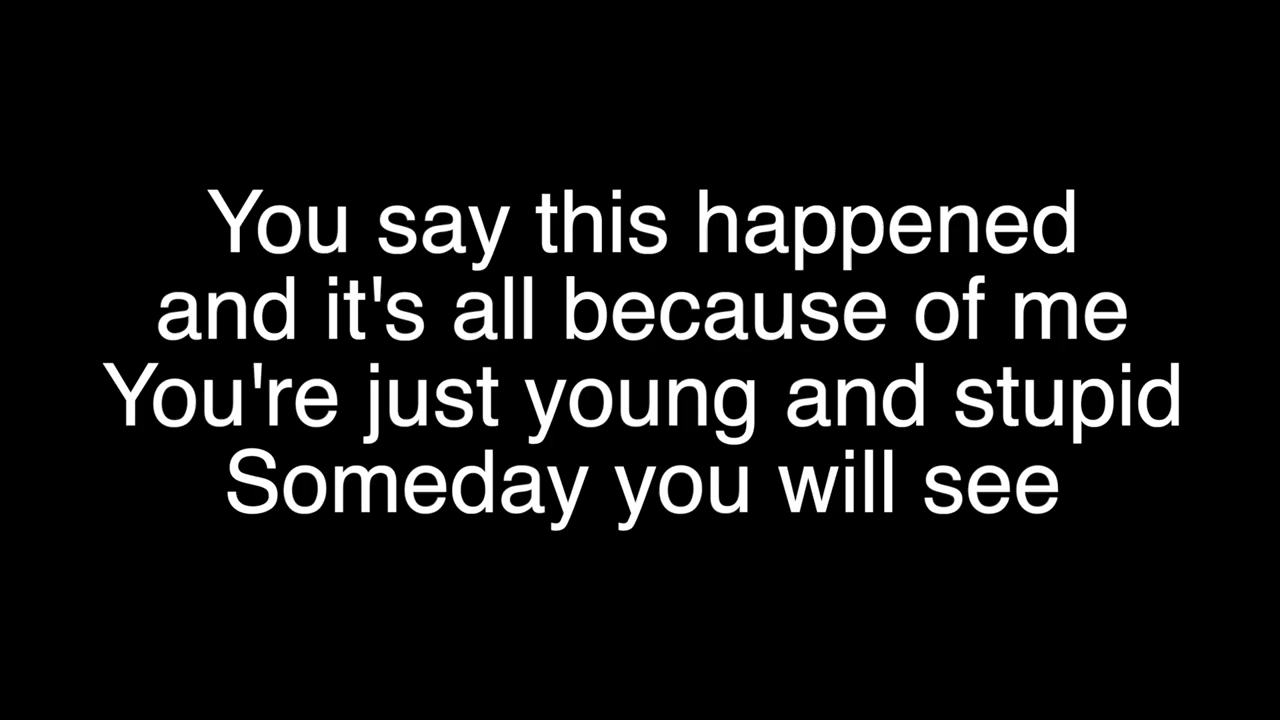 You say this happened
and it's all because of me
You're just young and stupid
Someday you will see